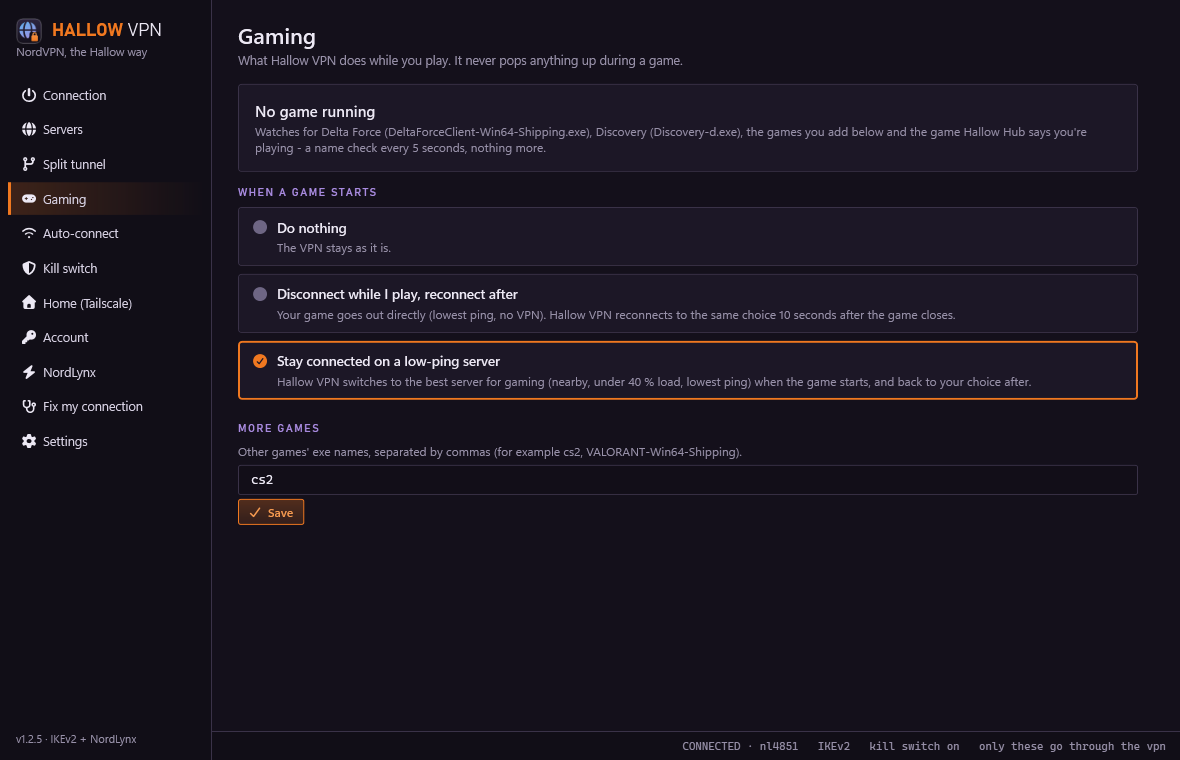 HALLOW VPN
NordVPN, the Hallow way
Connection
Servers
Split tunnel
Gaming
Auto-connect
Kill switch
Home (Tailscale)
Account
NordLynx
Fix my connection
Settings
v1.2.5 · IKEv2 + NordLynx
Gaming
What Hallow VPN does while you play. It never pops anything up during a game.
No game running
Watches for Delta Force (DeltaForceClient-Win64-Shipping.exe), Discovery (Discovery-d.exe), the games you add below and the game Hallow Hub says you're
playing - a name check every 5 seconds, nothing more.
WHEN A GAME STARTS
Do nothing
The VPN stays as it is.
Disconnect while I play, reconnect after
Your game goes out directly (lowest ping, no VPN). Hallow VPN reconnects to the same choice 10 seconds after the game closes.
Stay connected on a low-ping server
Hallow VPN switches to the best server for gaming (nearby, under 40 % load, lowest ping) when the game starts, and back to your choice after.
MORE GAMES
Other games' exe names, separated by commas (for example cs2, VALORANT-Win64-Shipping).
cs2
Save
CONNECTED · nl4851 IKEv2 kill switch on only these go through the vpn